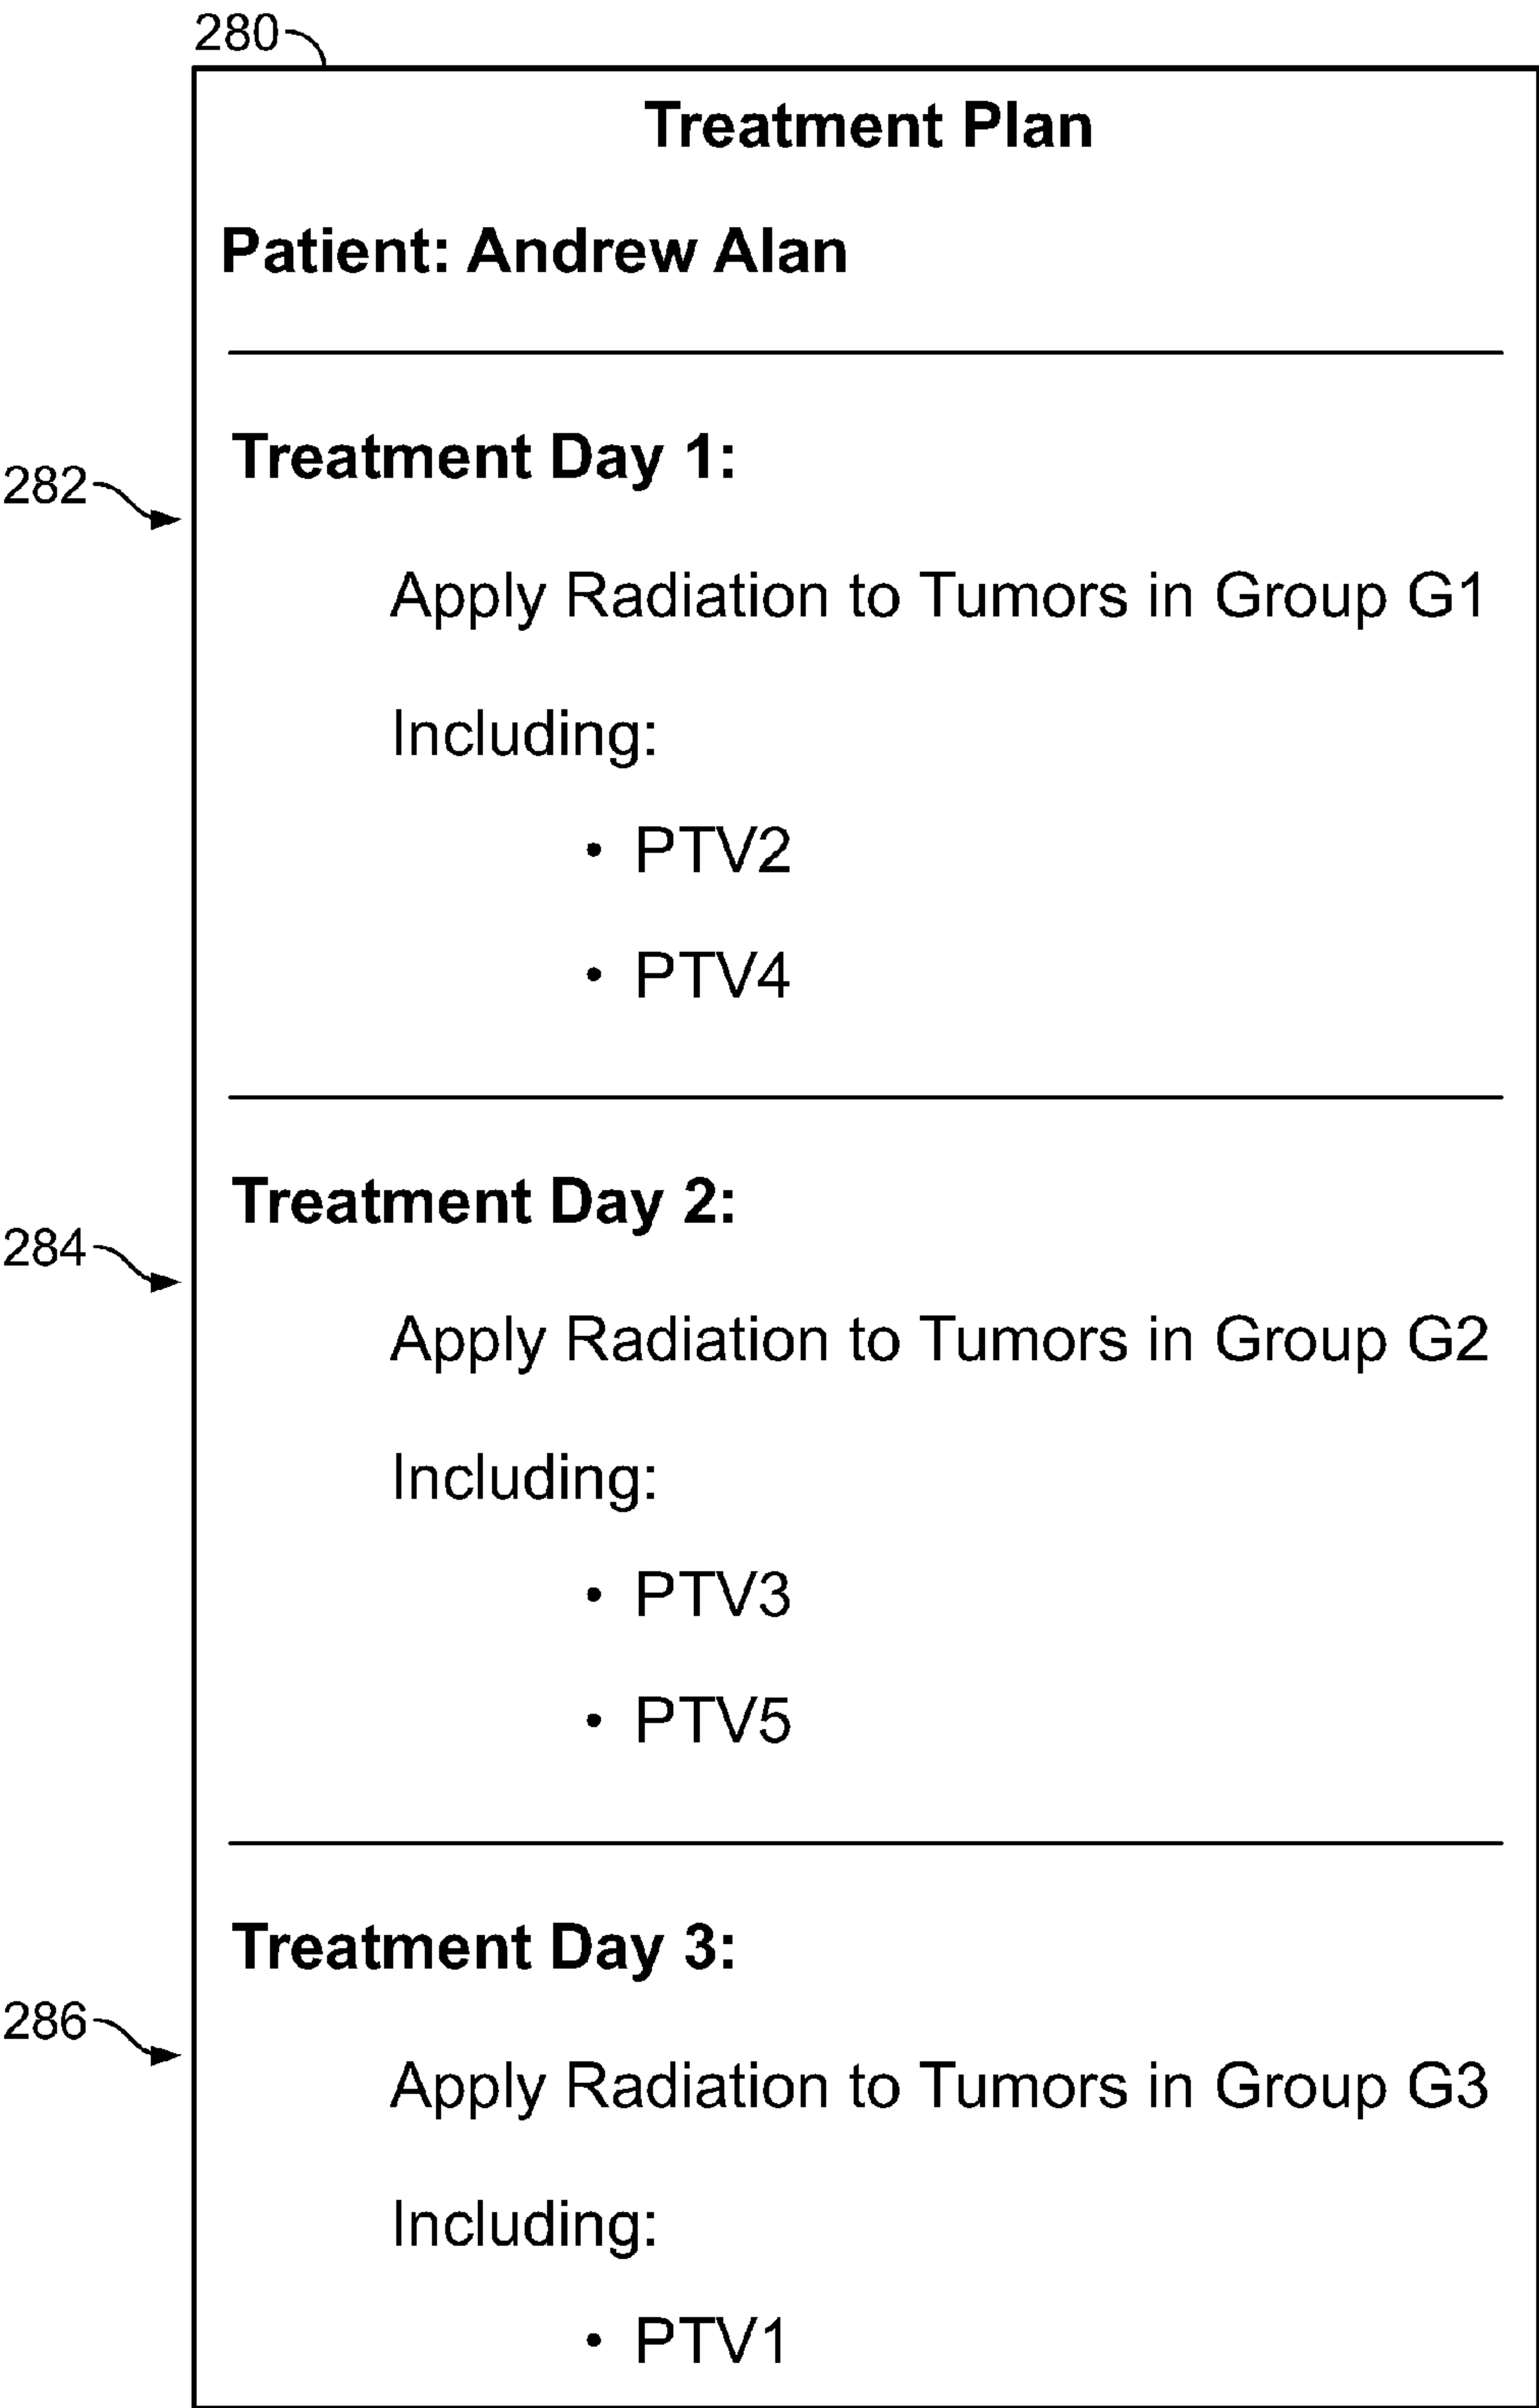 280
Treatment Plan
Patient: Andrew Alan
Treatment Day 1:
282
Apply Radiation to Tumors in Group G1
Including:
• PTV2
• PTV4
Treatment Day 2:
284
Apply Radiation to Tumors in Group G2
Including:
• PTV3
• PTV5
Treatment Day 3:
286
Apply Radiation to Tumors in Group G3
Including:
• PTV1